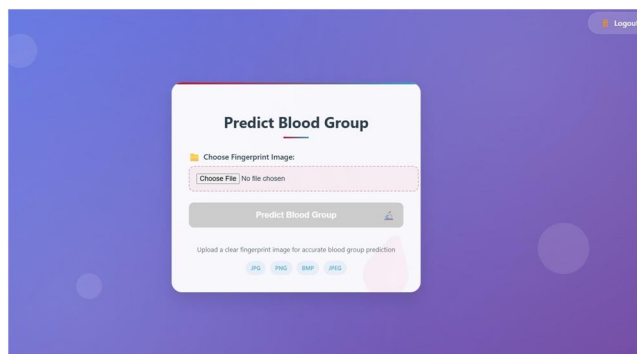 Logout
Predict Blood Group
Choose Fingerprint Image:
Choose File No file chosen
Predict Blood Group
Upload a clear fingerprint image for accurate blood group prediction
JPG PNG BMP JPEG